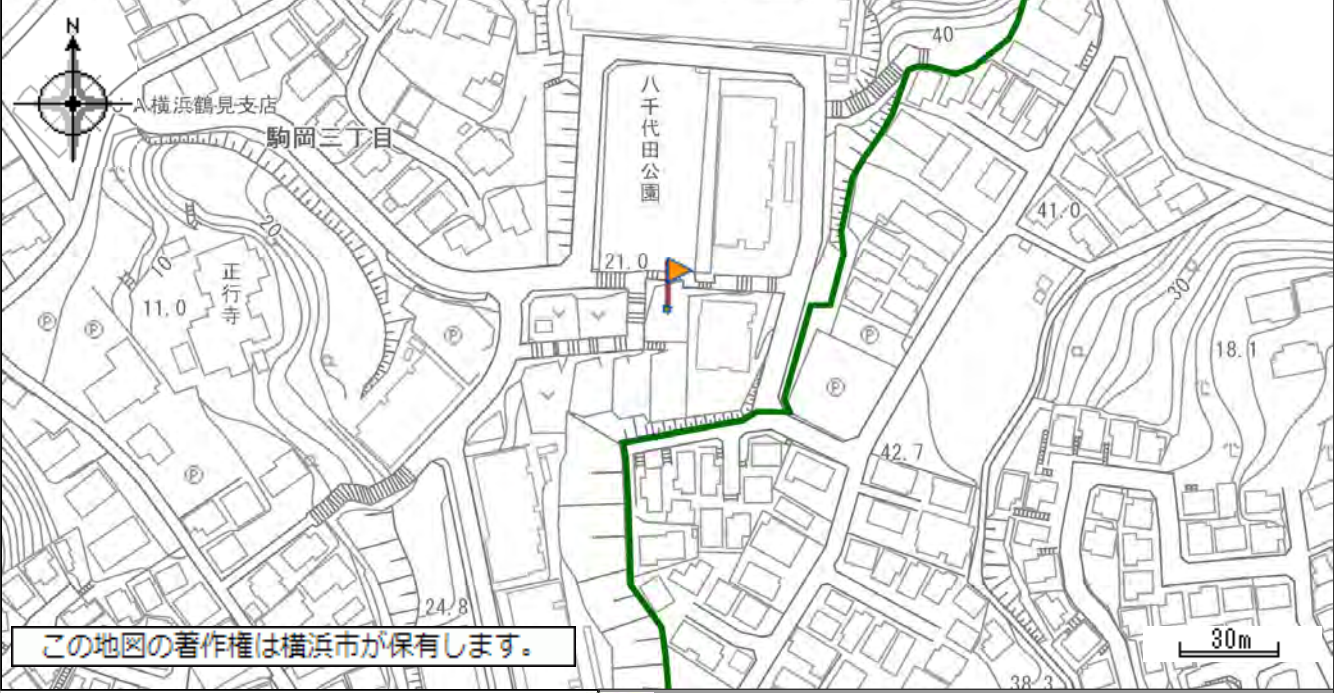 N
40
A横浜鶴見支店
駒岡三丁目
八千代田公園
41.0
20
21.0
10
正行寺
11.0
30
P
P
P
P
P
P
18.1
42.7
24.8
この地図の著作権は横浜市が保有します。
30m
38.3